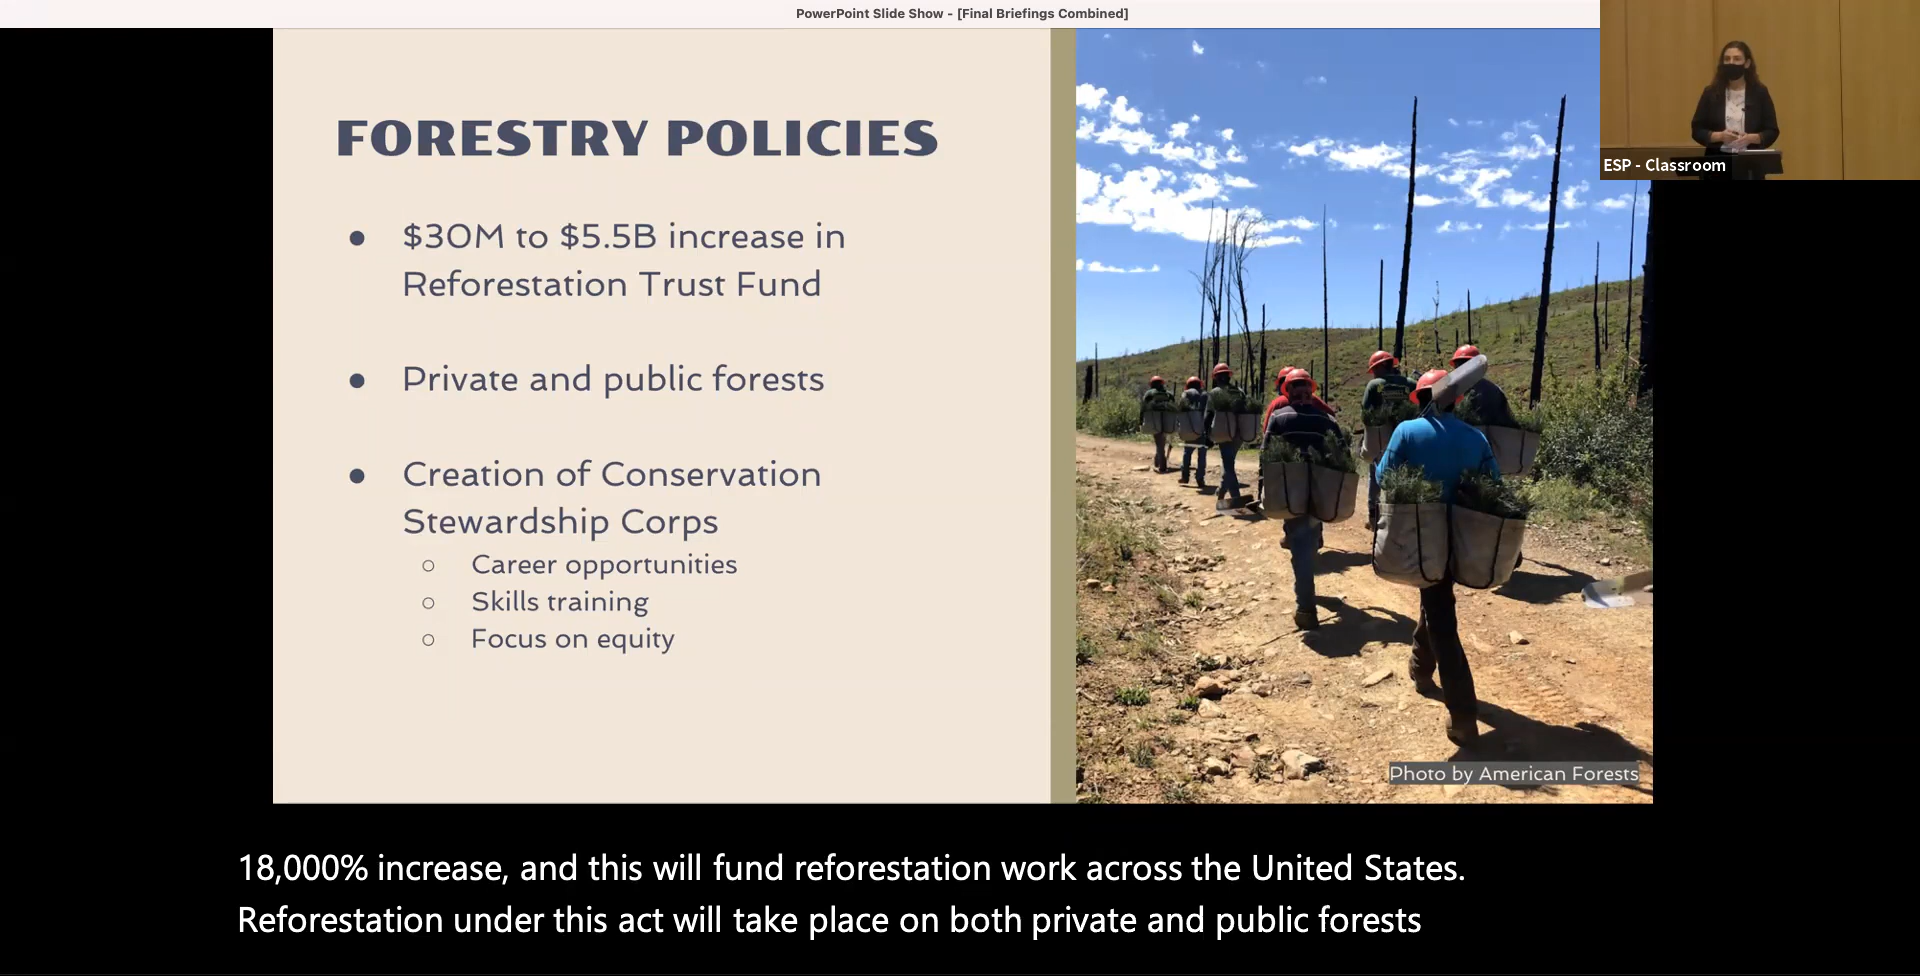 PowerPoint Slide Show - [Final Briefings Combined]
ESP - Classroom
FORESTRY POLICIES
● $30M to $5.5B increase in
Reforestation Trust Fund
● Private and public forests
● Creation of Conservation
Stewardship Corps
○ Career opportunities
○ Skills training
○ Focus on equity
Photo by American Forests
18,000% increase, and this will fund reforestation work across the United States.
Reforestation under this act will take place on both private and public forests